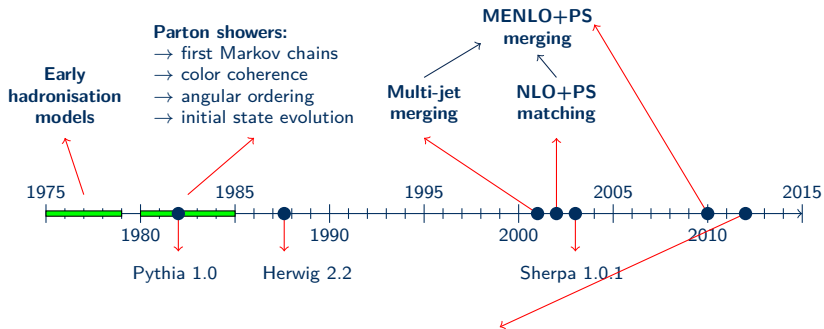 MENLO+PS
merging
Parton showers:
→ first Markov chains
→ color coherence
→ angular ordering
→ initial state evolution
Early
hadronisation
models
Multi-jet
merging
NLO+PS
matching
1975
1985
1995
2005
2015
1980
1990
2000
2010
Pythia 1.0
Herwig 2.2
Sherpa 1.0.1